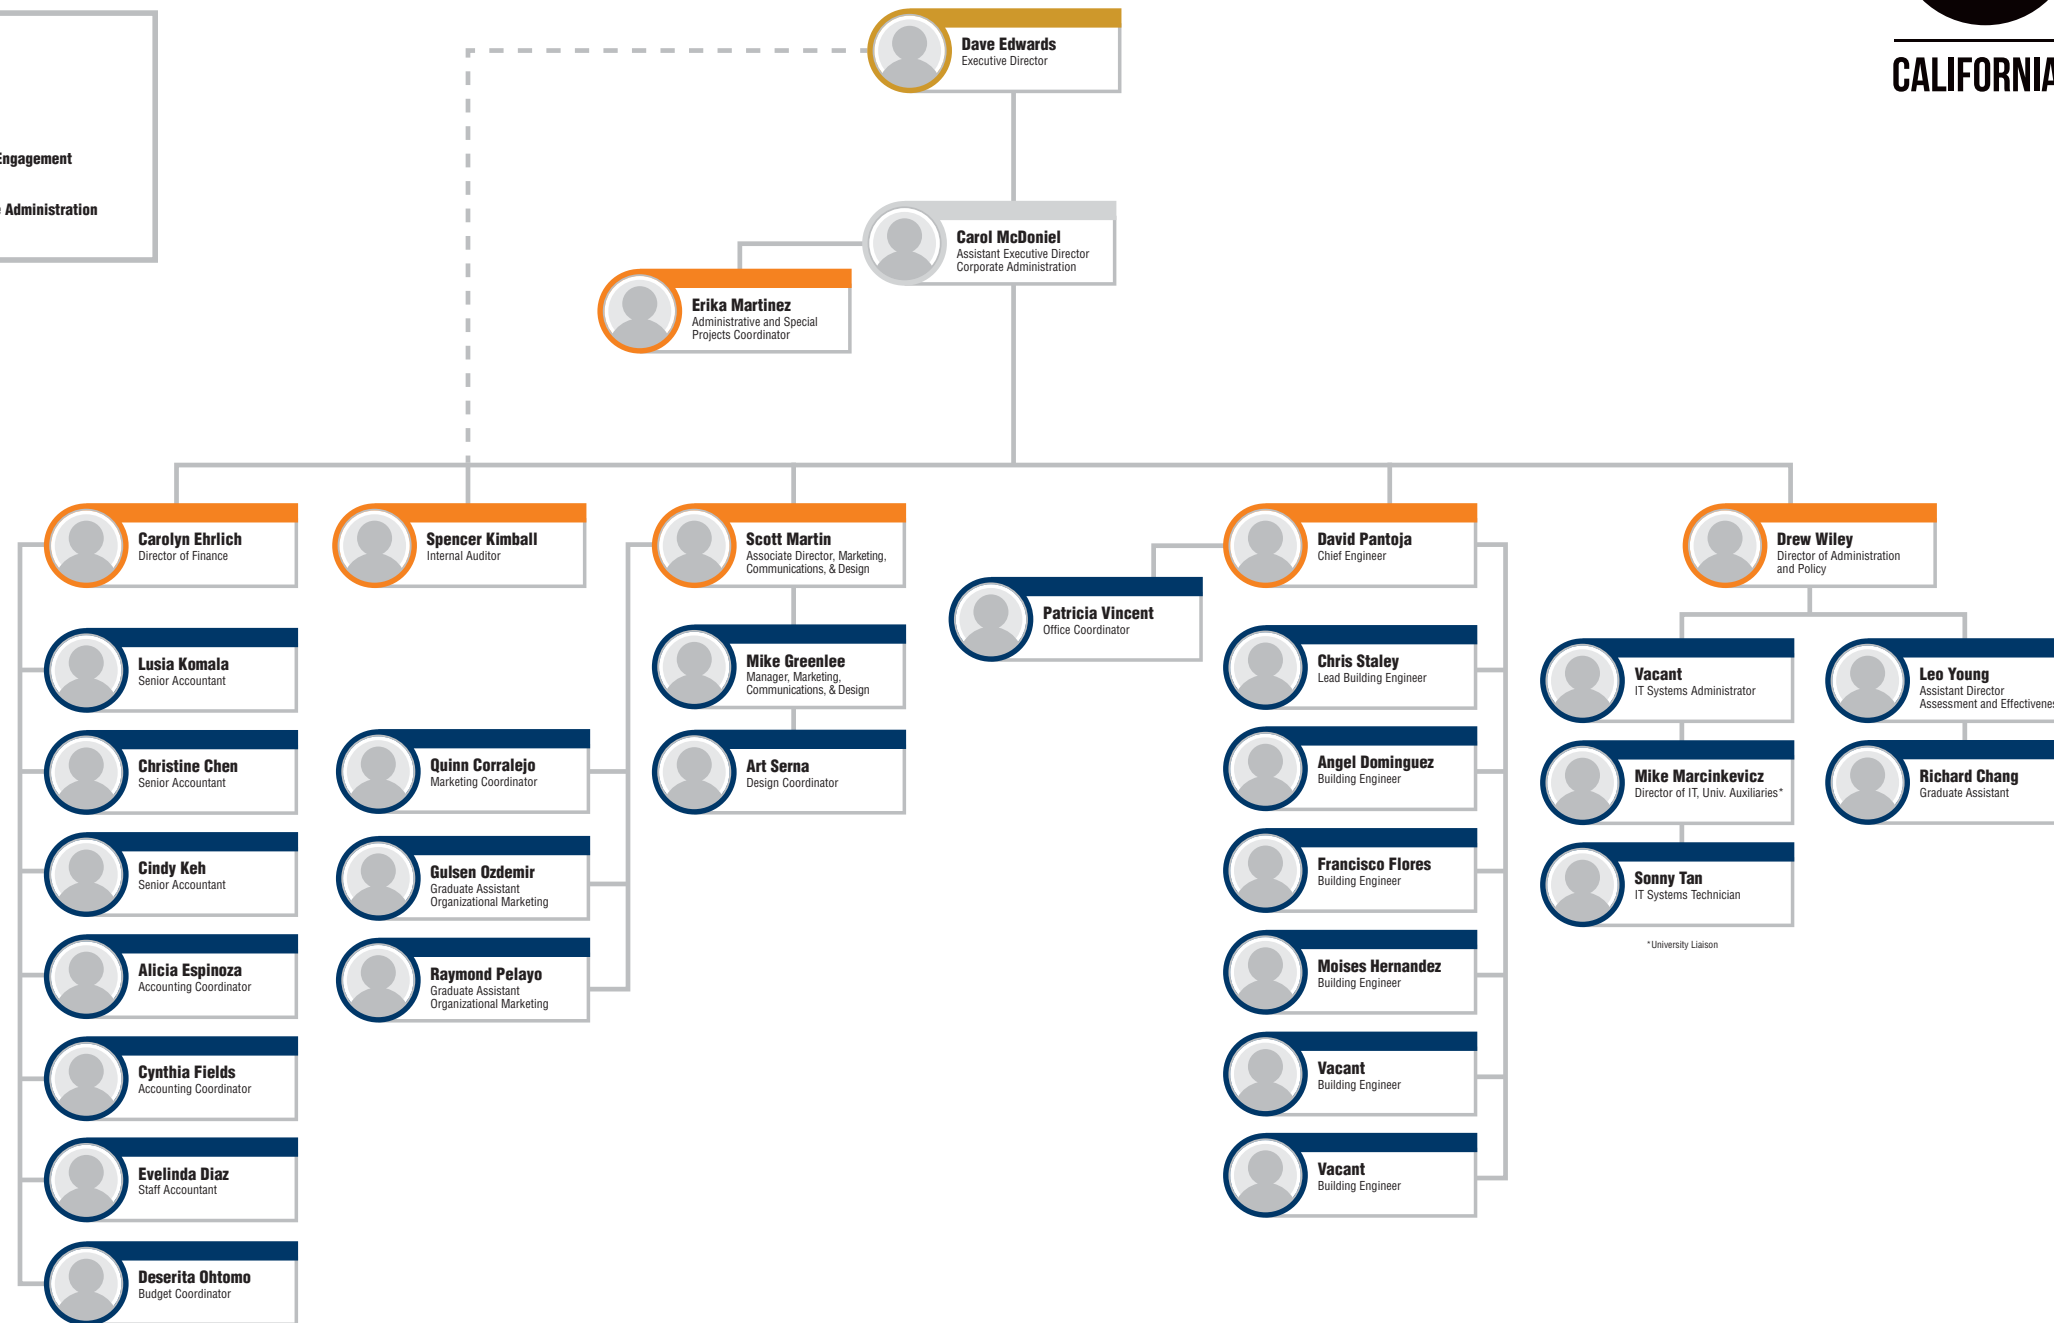 Engagement
Administration
CALIFORNIA
Dave Edwards
Executive Director
Carol McDoniel
Assistant Executive Director
Corporate Administration
Erika Martinez
Administrative and Special
Projects Coordinator
Carolyn Ehrlich
Director of Finance
Lusia Komala
Senior Accountant
Christine Chen
Senior Accountant
Cindy Keh
Senior Accountant
Alicia Espinoza
Accounting Coordinator
Cynthia Fields
Accounting Coordinator
Evelinda Diaz
Staff Accountant
Deserita Ohtomo
Budget Coordinator
Spencer Kimball
Internal Auditor
Scott Martin
Associate Director, Marketing,
Communications, & Design
Mike Greenlee
Manager, Marketing,
Communications, & Design
Art Serna
Design Coordinator
Quinn Corralejo
Marketing Coordinator
Gulsen Ozdemir
Graduate Assistant
Organizational Marketing
Raymond Pelayo
Graduate Assistant
Organizational Marketing
David Pantoja
Chief Engineer
Patricia Vincent
Office Coordinator
Chris Staley
Lead Building Engineer
Angel Dominguez
Building Engineer
Francisco Flores
Building Engineer
Moises Hernandez
Building Engineer
Vacant
Building Engineer
Vacant
Building Engineer
Drew Wiley
Director of Administration
and Policy
Vacant
IT Systems Administrator
Mike Marcinkevicz
Director of IT, Univ. Auxiliaries*
Sonny Tan
IT Systems Technician
*University Liaison
Leo Young
Assistant Director
Assessment and Effectivenes
Richard Chang
Graduate Assistant